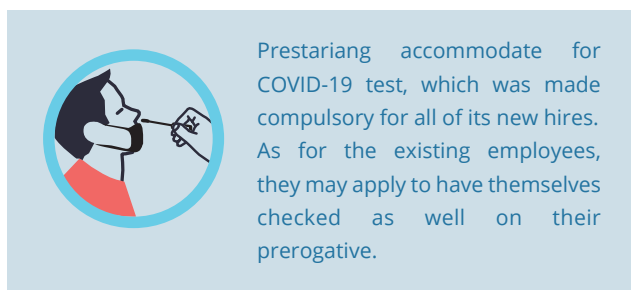 Prestariang accommodate for
COVID-19 test, which was made
compulsory for all of its new hires.
As for the existing employees,
they may apply to have themselves
checked as well on their
prerogative.